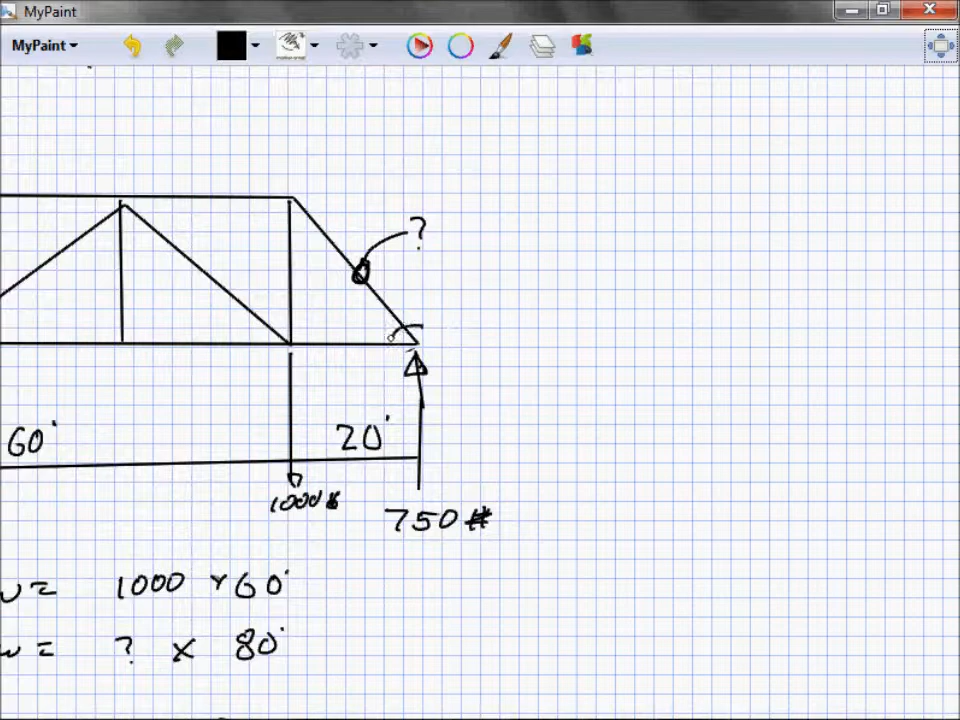 MyPaint
MyPaint
?
60'
20'
1000#
750#
w = 1000 x 60'
w = ? x 80'